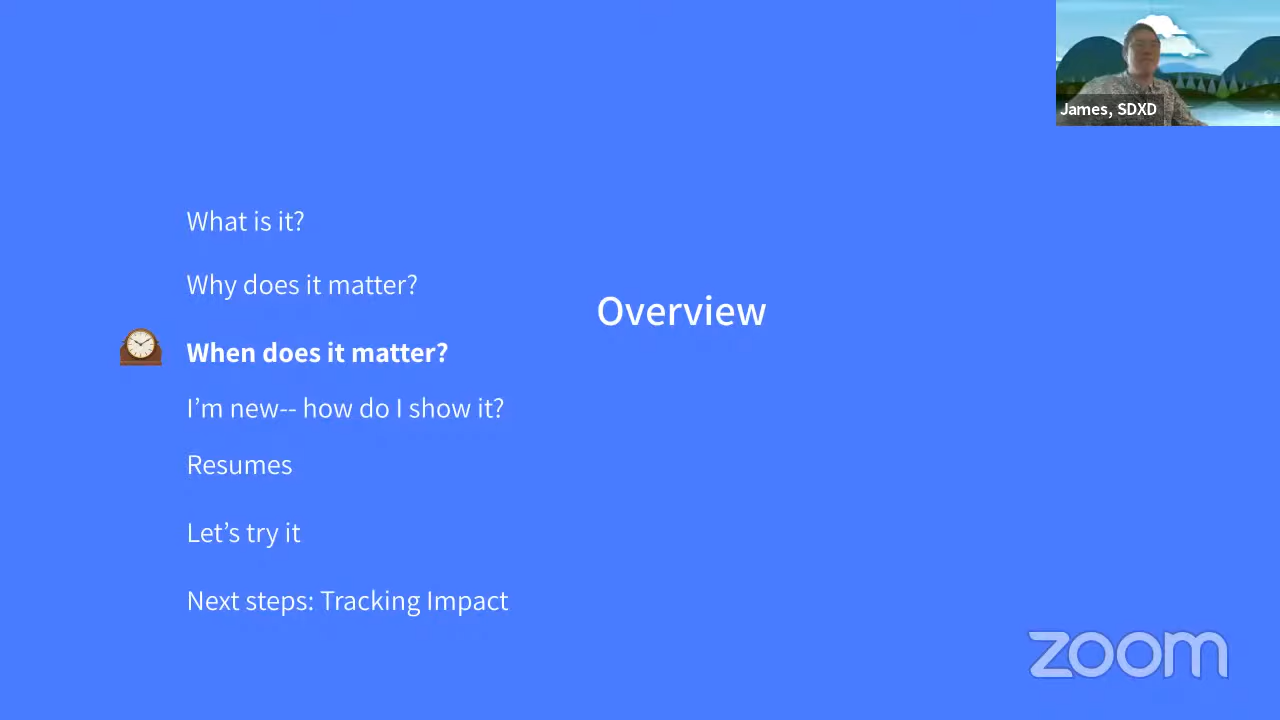 James, SDXD
What is it?
Why does it matter?
Overview
When does it matter?
I'm new-- how do I show it?
Resumes
Let's try it
Next steps: Tracking Impact
zoom